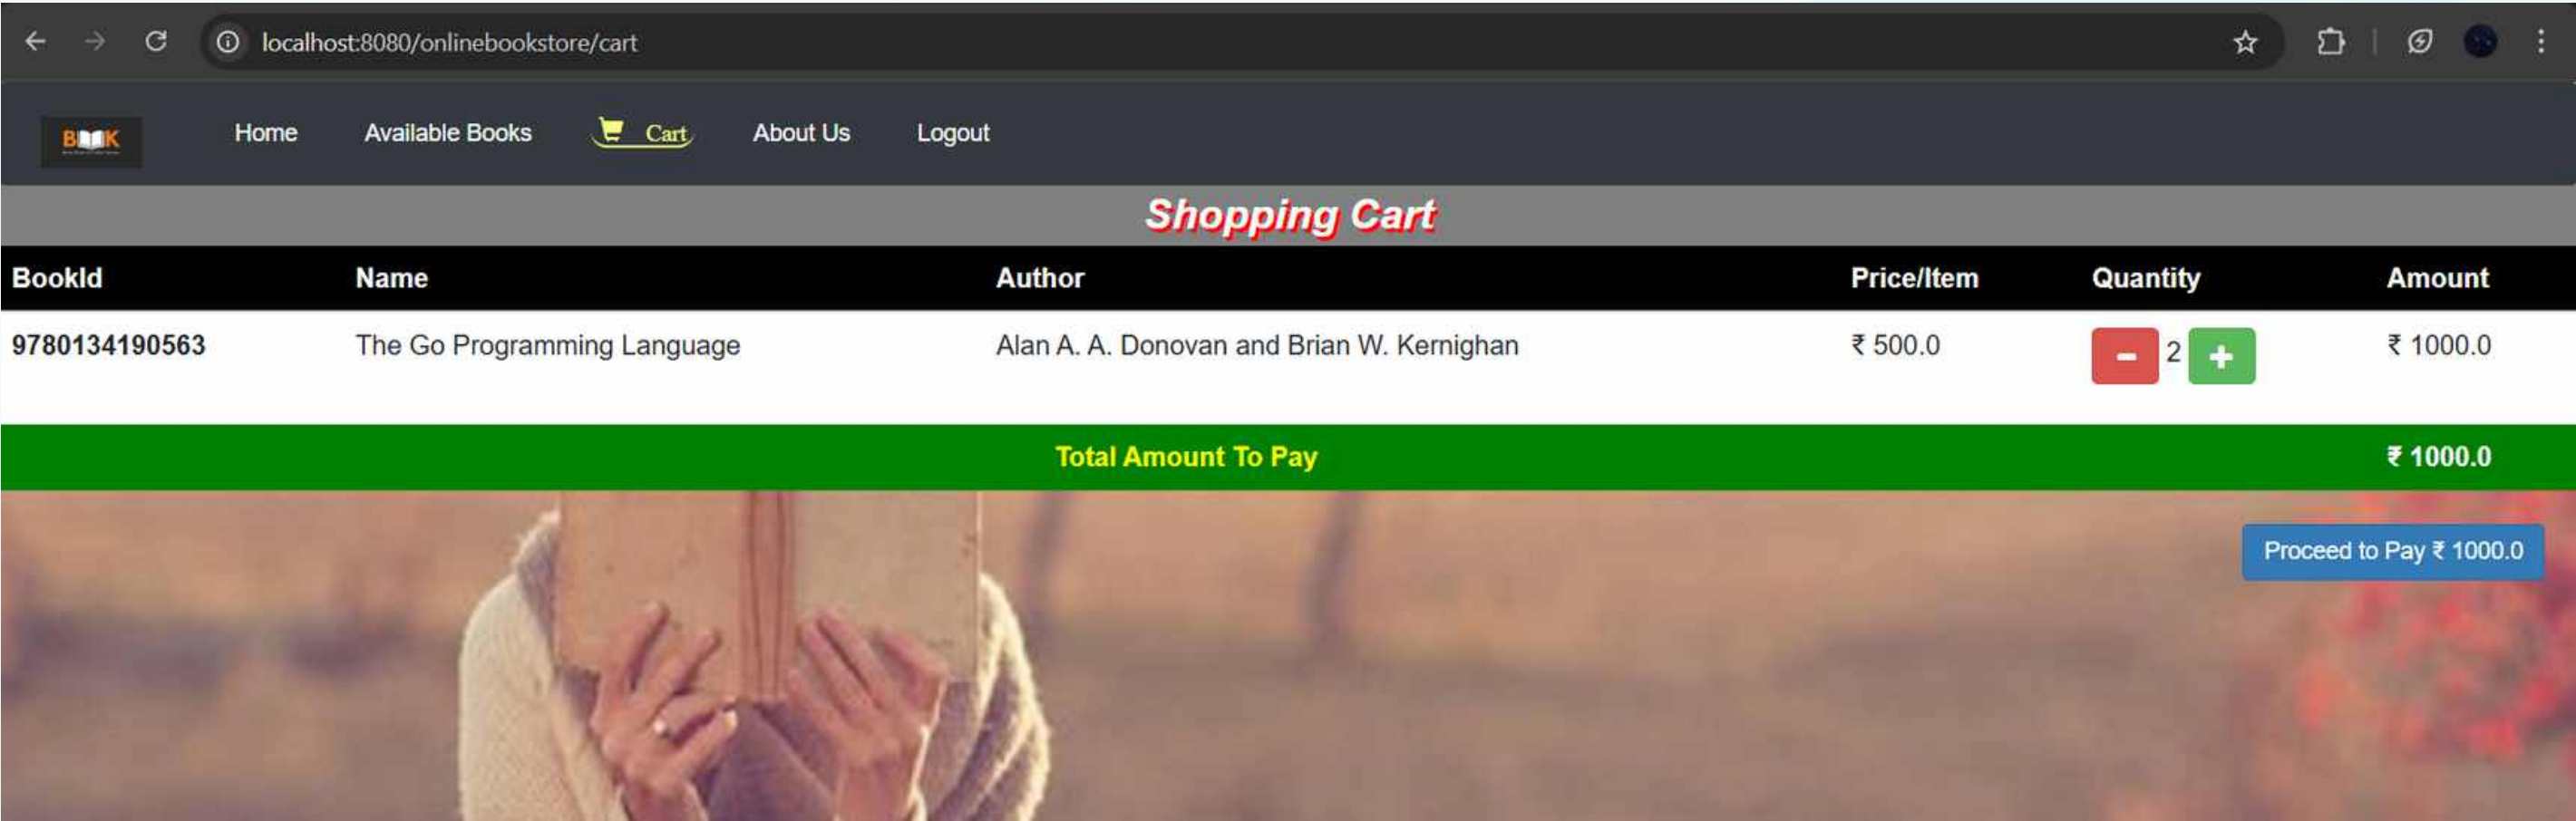 localhost:8080/onlinebookstore/cart
BOOK Home Available Books Cart About Us Logout
Shopping Cart
BookId Name Author Price/Item Quantity Amount
9780134190563 The Go Programming Language Alan A. A. Donovan and Brian W. Kernighan ₹ 500.0 - 2 + ₹ 1000.0
Total Amount To Pay ₹ 1000.0
Proceed to Pay ₹ 1000.0